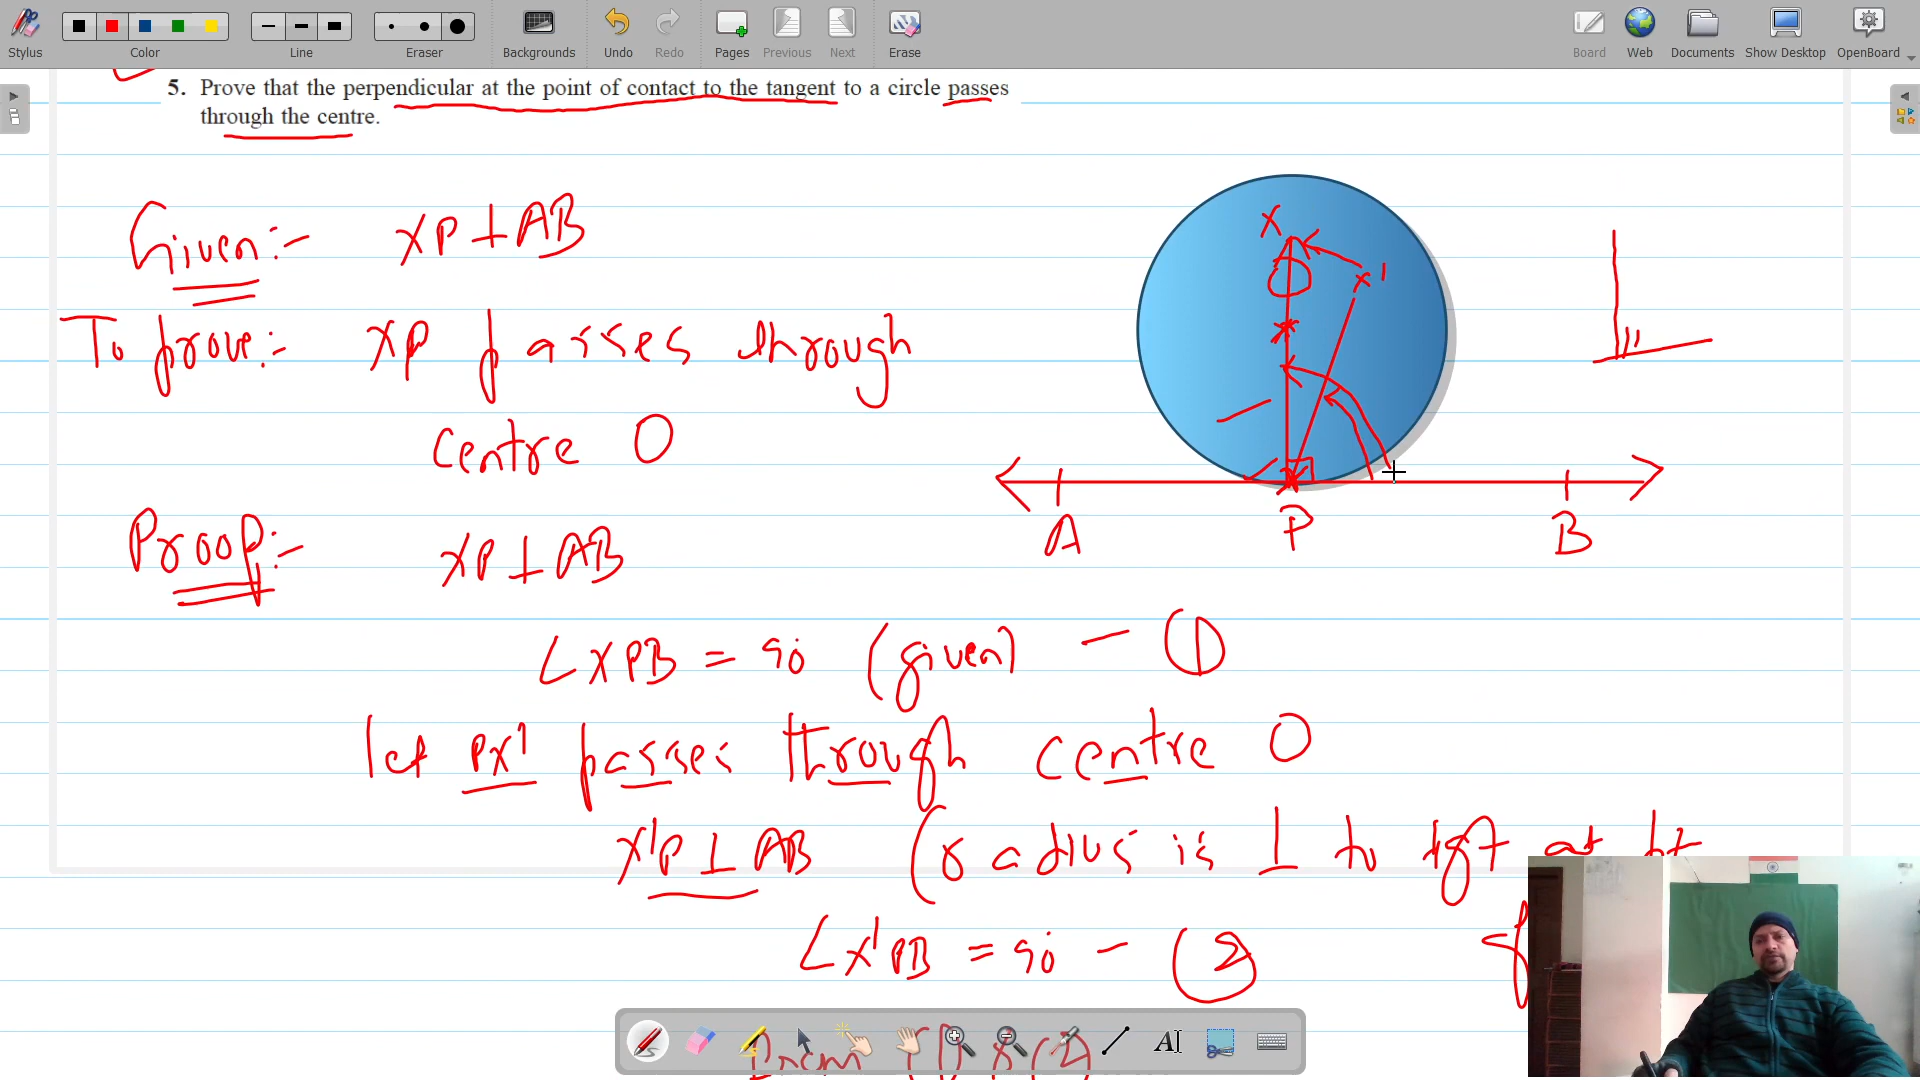 Stylus
Color
Line
Eraser
Backgrounds
Undo
Redo
Pages
Previous
Next
Erase
Board
Web
Documents
Show Desktop
OpenBoard
5. Prove that the perpendicular at the point of contact to the tangent to a circle passes
through the centre.
Given:- XP ⊥ AB
To prove:- XP passes through
centre O
Proof:- XP ⊥ AB
∠XPB = 90 (given) — ①
let PX' passes through centre O
X'P ⊥ AB (radius is ⊥ to tgt at pt
∠X'PB = 90 — ②
From ① & ②
X
X'
A
P
B